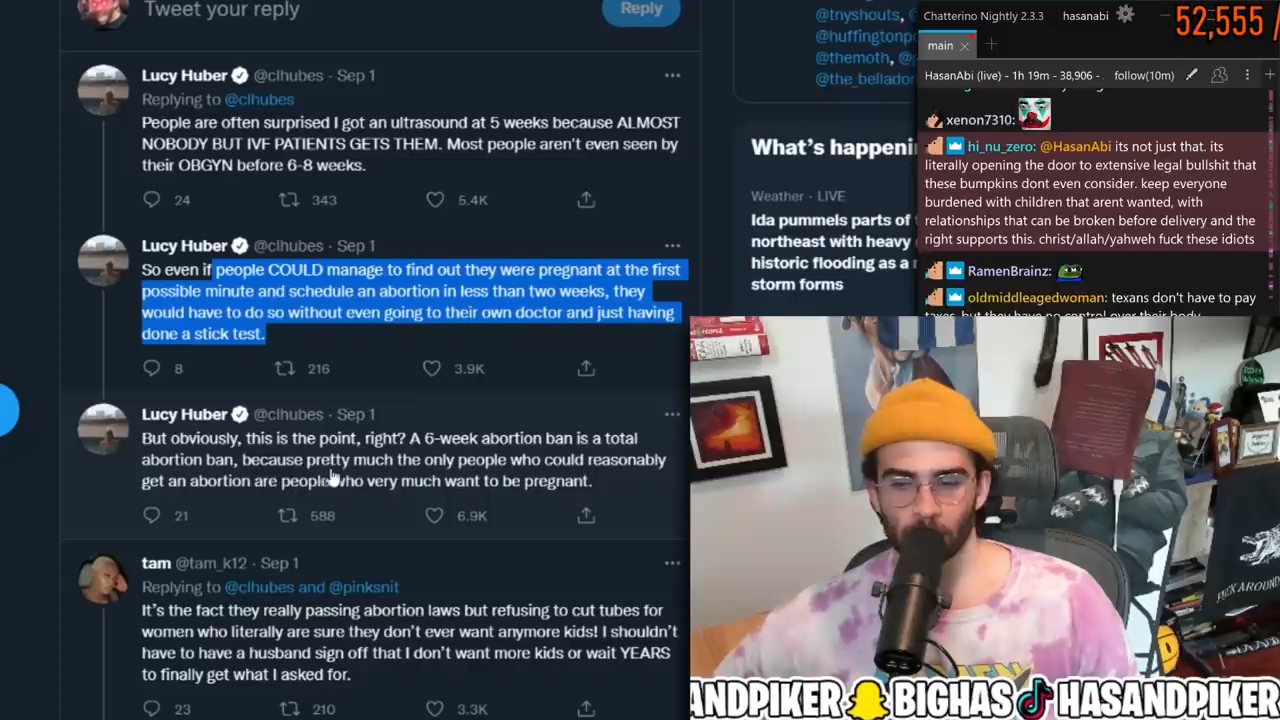 Tweet your reply
Reply
Lucy Huber @clhubes · Sep 1
Replying to @clhubes
People are often surprised I got an ultrasound at 5 weeks because ALMOST
NOBODY BUT IVF PATIENTS GETS THEM. Most people aren't even seen by
their OBGYN before 6-8 weeks.
24 343 5.4K
Lucy Huber @clhubes · Sep 1
So even if people COULD manage to find out they were pregnant at the first
possible minute and schedule an abortion in less than two weeks, they
would have to do so without even going to their own doctor and just having
done a stick test.
8 216 3.9K
Lucy Huber @clhubes · Sep 1
But obviously, this is the point, right? A 6-week abortion ban is a total
abortion ban, because pretty much the only people who could reasonably
get an abortion are people who very much want to be pregnant.
21 588 6.9K
tam @tam_k12 · Sep 1
Replying to @clhubes and @pinksnit
It's the fact they really passing abortion laws but refusing to cut tubes for
women who literally are sure they don't ever want anymore kids! I shouldn't
have to have a husband sign off that I don't want more kids or wait YEARS
to finally get what I asked for.
23 210 3.3K
@tnyshouts,
@huffingtonp
@themoth,
@the_bellado
What's happenin
Weather · LIVE
Ida pummels parts of
northeast with heavy
historic flooding as a
storm forms
Chatterino Nightly 2.3.3 hasanabi
52,555 /
main
HasanAbi (live) - 1h 19m - 38,906 - follow(10m)
xenon7310:
hi_nu_zero: @HasanAbi its not just that. its
literally opening the door to extensive legal bullshit that
these bumpkins dont even consider. keep everyone
burdened with children that arent wanted, with
relationships that can be broken before delivery and the
right supports this. christ/allah/yahweh fuck these idiots
RamenBrainz:
oldmiddleagedwoman: texans don't have to pay
taxes, but they have no control over their body
ANDPIKER BIGHAS HASANDPIKER